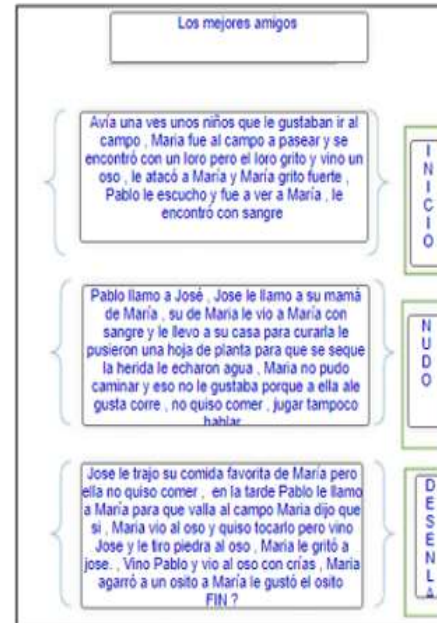 Los mejores amigos
Avía una ves unos niños que le gustaban ir al
campo , Maria fue al campo a pasear y se
encontró con un loro pero el loro grito y vino un
oso , le atacó a María y María grito fuerte ,
Pablo le escucho y fue a ver a María , le
encontró con sangre
INICIO
Pablo llamo a José , Jose le llamo a su mamá
de María , su de Maria le vio a María con
sangre y le llevo a su casa para curarla le
pusieron una hoja de planta para que se seque
la herida le echaron agua , Maria no pudo
caminar y eso no le gustaba porque a ella ale
gusta corre , no quiso comer , jugar tampoco
hablar
NUDO
Jose le trajo su comida favorita de María pero
ella no quiso comer , en la tarde Pablo le llamo
a María para que valla al campo Maria dijo que
si , Maria vio al oso y quiso tocarlo pero vino
Jose y le tiro piedra al oso , Maria le gritó a
jose. , Vino Pablo y vio al oso con crías , Maria
agarró a un osito a María le gustó el osito
FIN ?
DESENLA